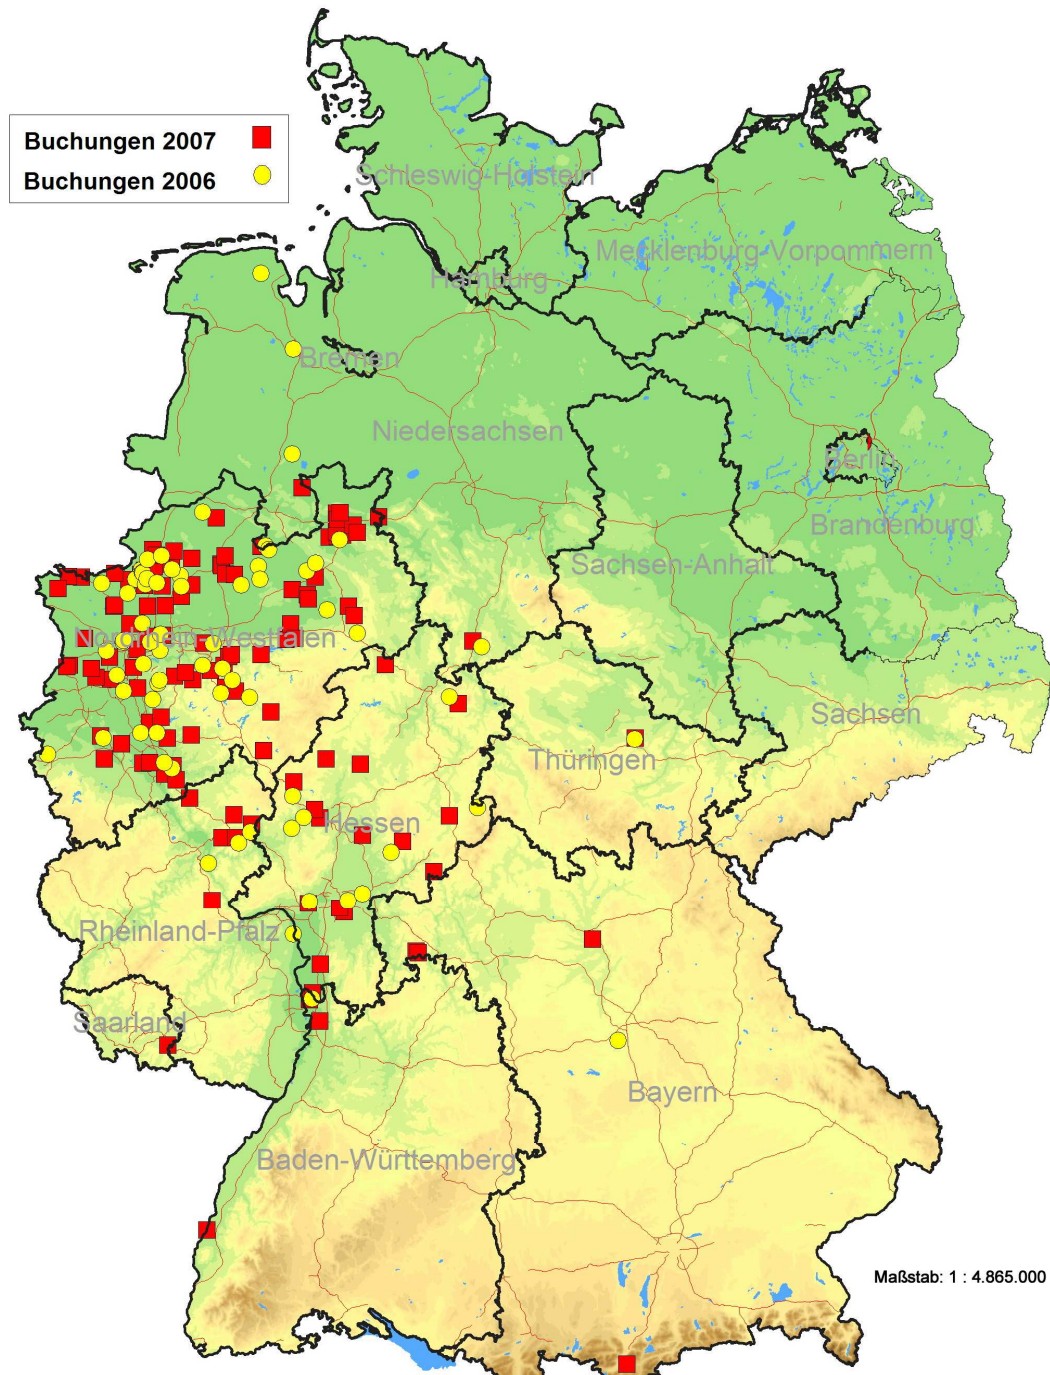 Buchungen 2007
Buchungen 2006
Schleswig-Holstein
Mecklenburg-Vorpommern
Hamburg
Bremen
Niedersachsen
Berlin
Brandenburg
Sachsen-Anhalt
Nordrhein-Westfalen
Sachsen
Thüringen
Hessen
Rheinland-Pfalz
Saarland
Bayern
Baden-Württemberg
Maßstab: 1 : 4.865.000